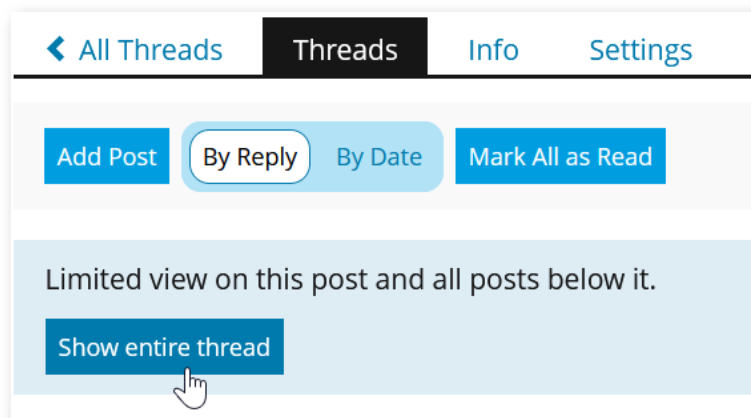 All Threads Threads Info Settings
Add Post By Reply By Date Mark All as Read
Limited view on this post and all posts below it.
Show entire thread